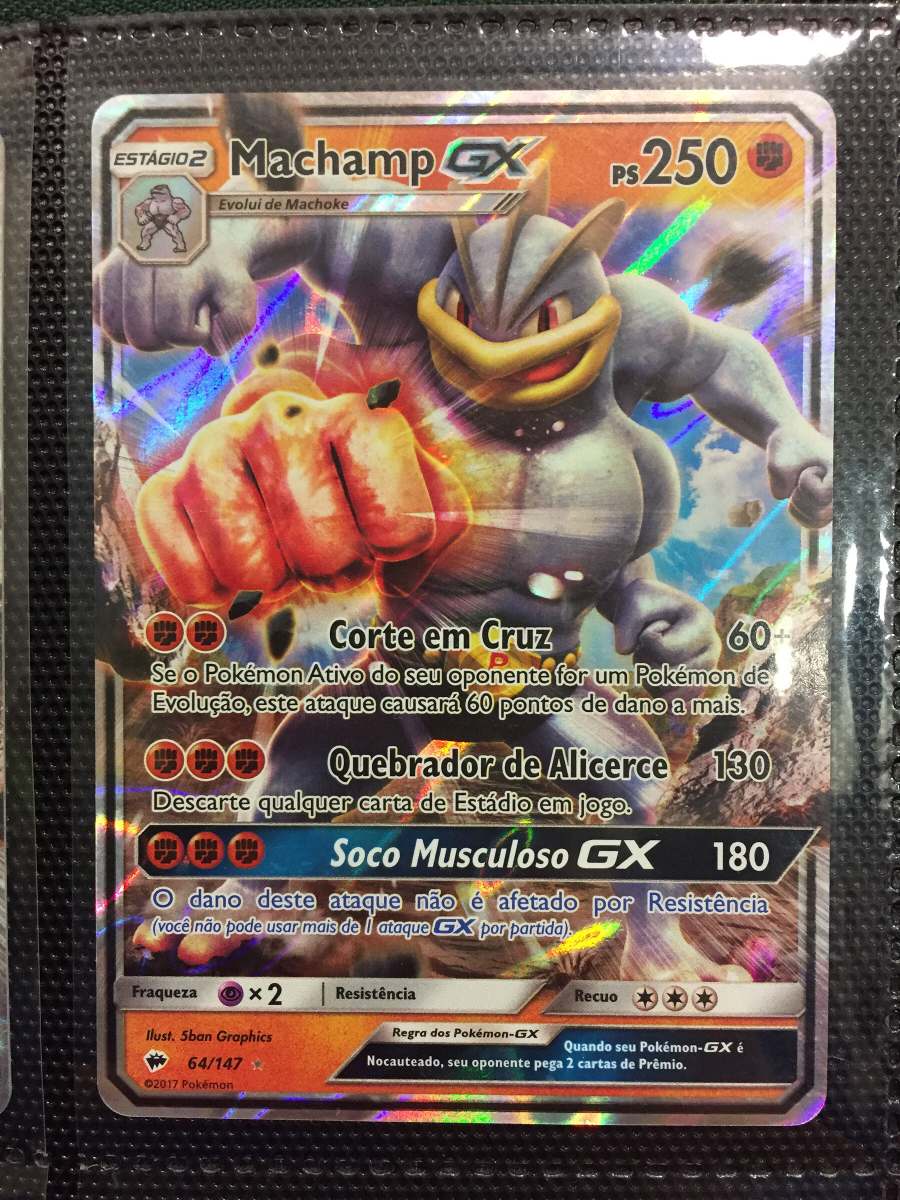 ESTÁGIO 2 Machamp GX PS 250
Evolui de Machoke
Corte em Cruz 60+
Se o Pokémon Ativo do seu oponente for um Pokémon de
Evolução, este ataque causará 60 pontos de dano a mais.
Quebrador de Alicerce 130
Descarte qualquer carta de Estádio em jogo.
Soco Musculoso GX 180
O dano deste ataque não é afetado por Resistência
(você não pode usar mais de 1 ataque GX por partida).
Fraqueza ×2 Resistência Recuo
Ilust. 5ban Graphics
64/147
©2017 Pokémon
Regra dos Pokémon-GX
Quando seu Pokémon-GX é
Nocauteado, seu oponente pega 2 cartas de Prêmio.